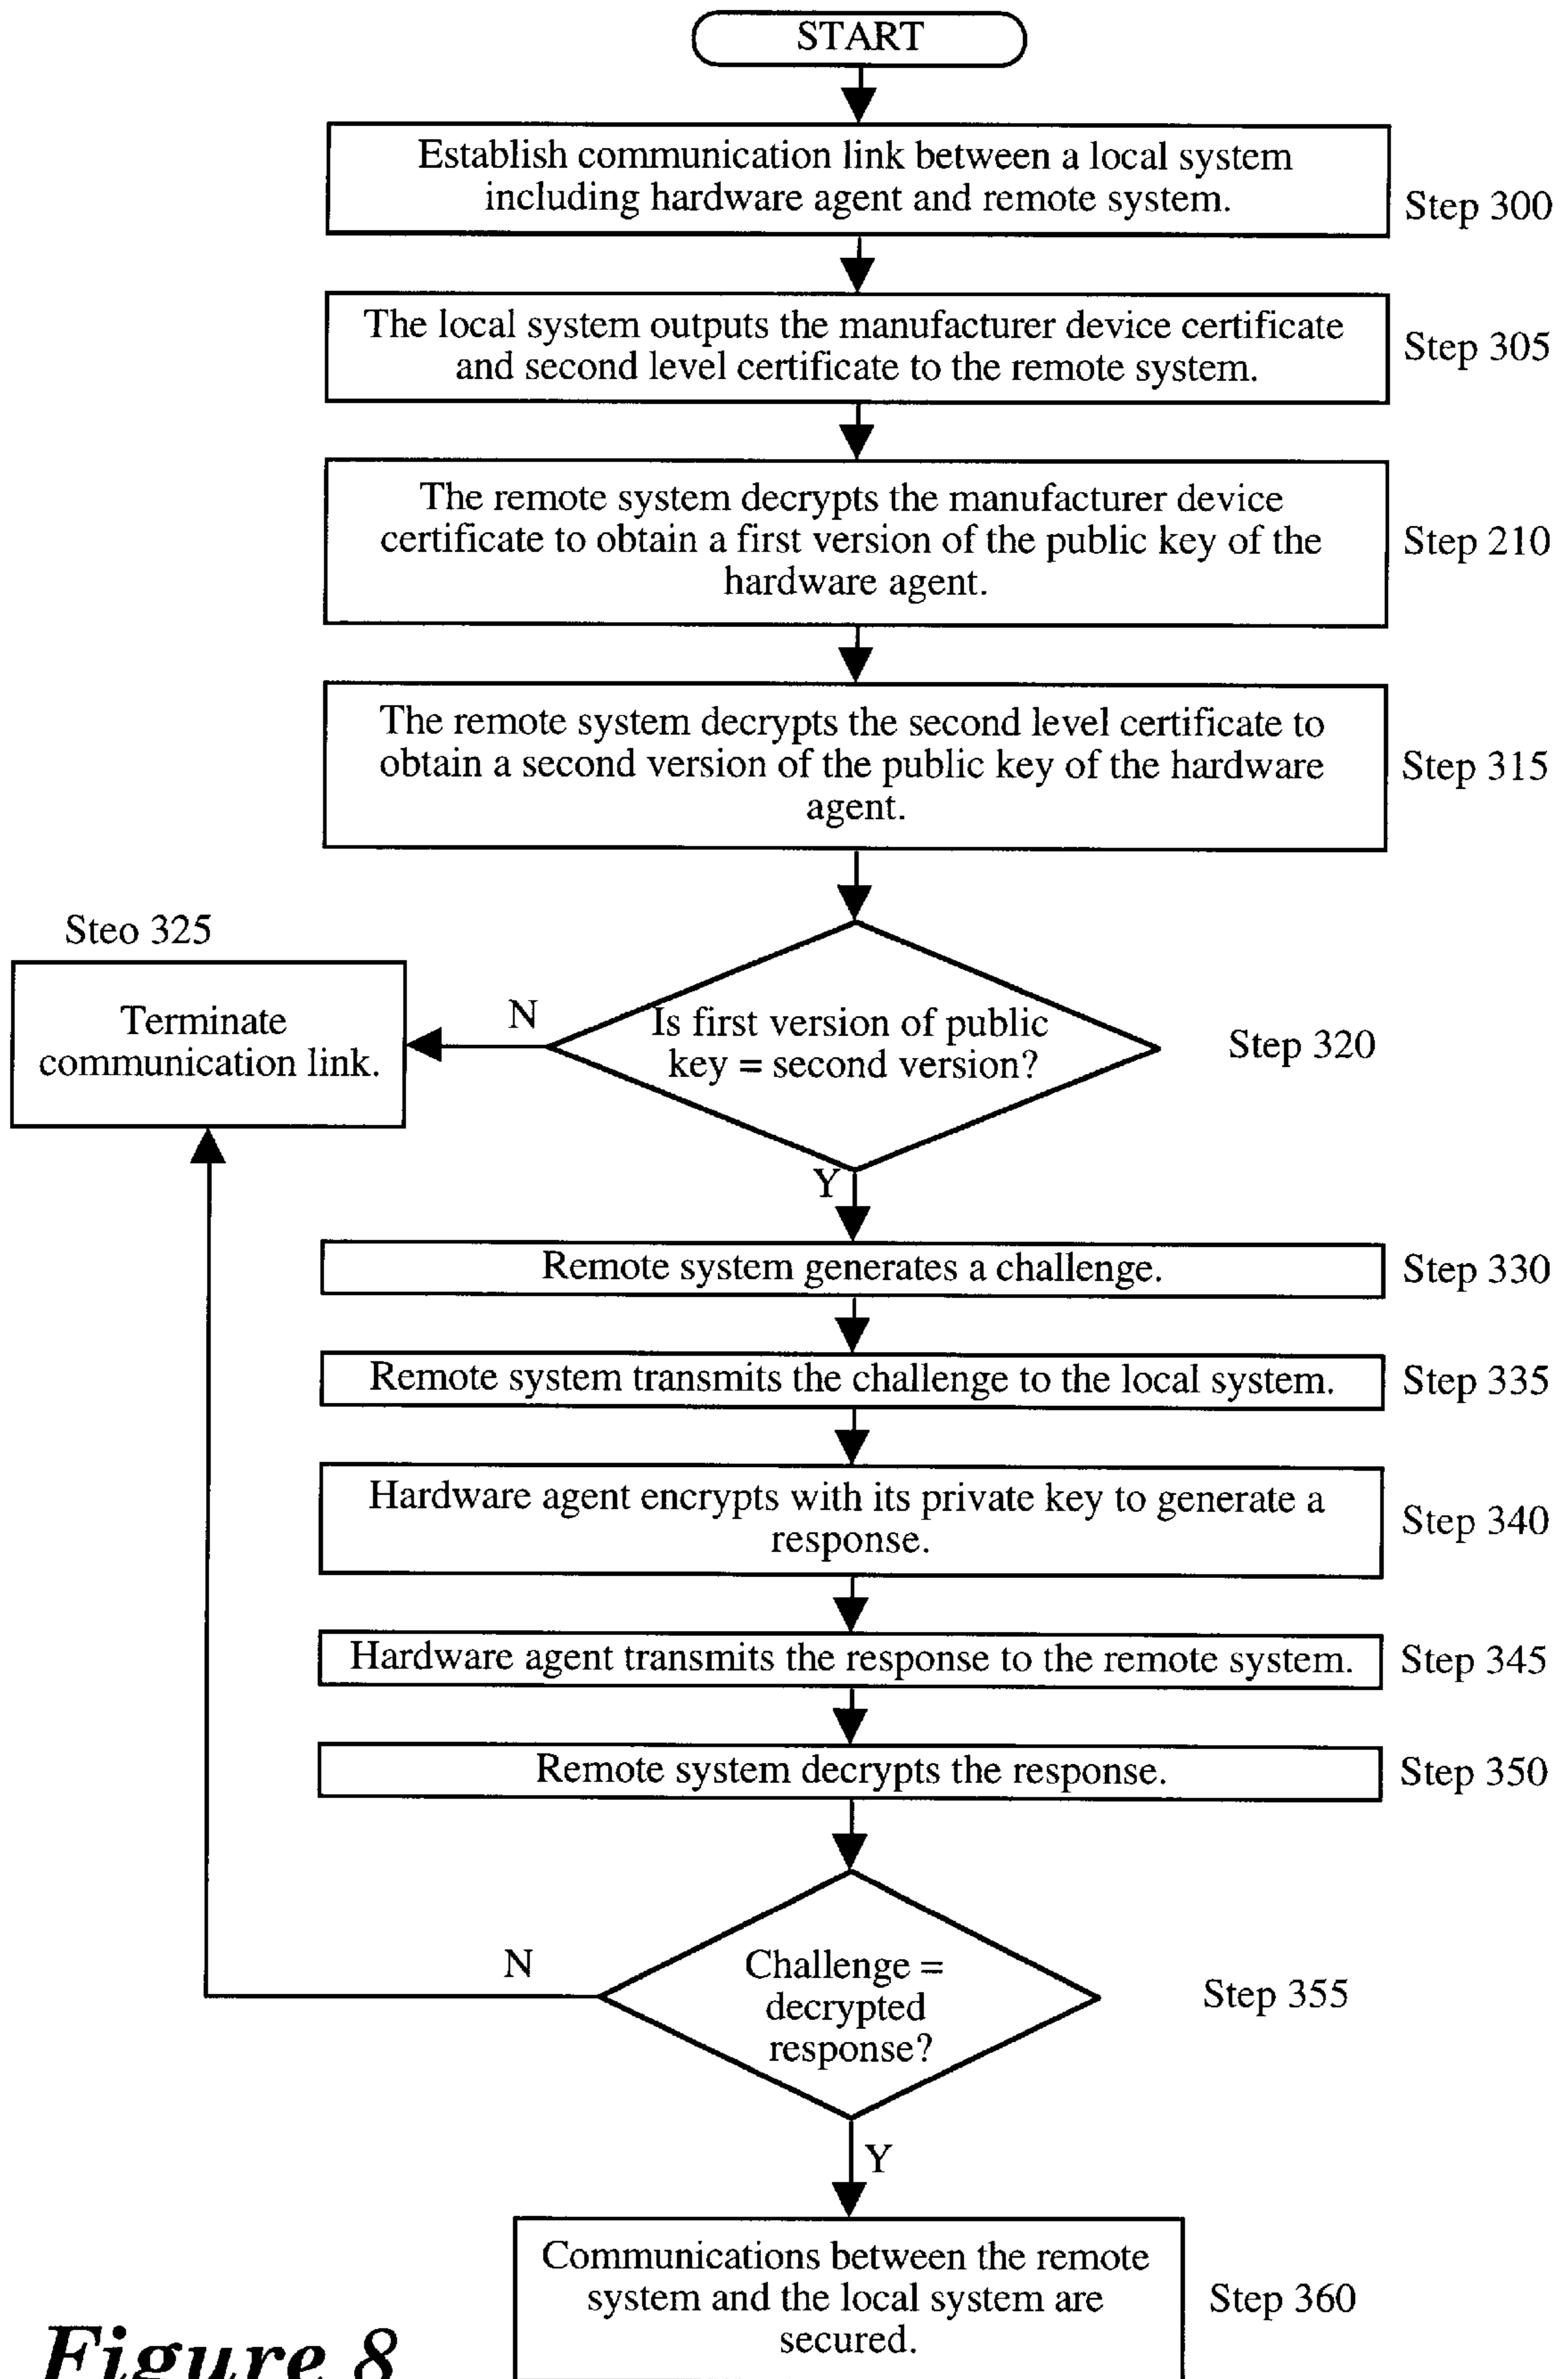 START
Establish communication link between a local system
including hardware agent and remote system.
Step 300
The local system outputs the manufacturer device certificate
and second level certificate to the remote system.
Step 305
The remote system decrypts the manufacturer device
certificate to obtain a first version of the public key of the
hardware agent.
Step 210
The remote system decrypts the second level certificate to
obtain a second version of the public key of the hardware
agent.
Step 315
Steo 325
Terminate
communication link.
N
Is first version of public
key = second version?
Step 320
Y
Remote system generates a challenge.
Step 330
Remote system transmits the challenge to the local system.
Step 335
Hardware agent encrypts with its private key to generate a
response.
Step 340
Hardware agent transmits the response to the remote system.
Step 345
Remote system decrypts the response.
Step 350
N
Challenge =
decrypted
response?
Step 355
Y
Communications between the remote
system and the local system are
secured.
Step 360
Figure 8